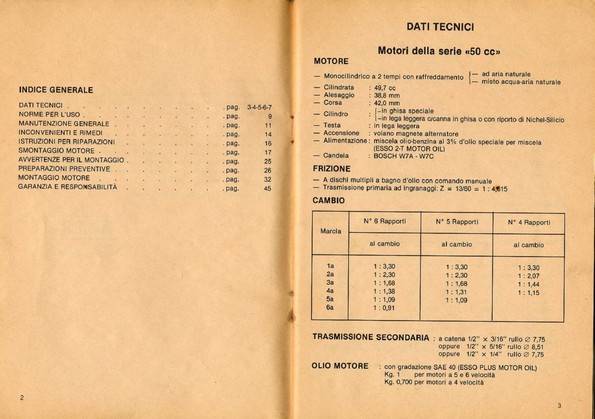 INDICE GENERALE
DATI TECNICI . . . . . . . . . . . pag. 3-4-5-6-7
NORME PER L'USO . . . . . . . . . . pag. 9
MANUTENZIONE GENERALE . . . . . . . pag. 11
INCONVENIENTI E RIMEDI . . . . . . . pag. 14
ISTRUZIONI PER RIPARAZIONI . . . . . pag. 16
SMONTAGGIO MOTORE . . . . . . . . . pag. 17
AVVERTENZE PER IL MONTAGGIO . . . . pag. 25
PREPARAZIONI PREVENTIVE . . . . . . pag. 26
MONTAGGIO MOTORE . . . . . . . . . pag. 32
GARANZIA E RESPONSABILITÀ . . . . . pag. 45
2
DATI TECNICI
Motori della serie «50 cc»
MOTORE
— Monocilindrico a 2 tempi con raffreddamento — ad aria naturale
— misto acqua-aria naturale
— Cilindrata : 49,7 cc
— Alesaggio : 38,8 mm
— Corsa : 42,0 mm
— Cilindro : — in ghisa speciale
— in lega leggera c/canna in ghisa o con riporto di Nichel-Silicio
— Testa : in lega leggera
— Accensione : volano magnete alternatore
— Alimentazione : miscela olio-benzina al 3% d'olio speciale per miscela
(ESSO 2-T MOTOR OIL)
— Candela : BOSCH W7A - W7C
FRIZIONE
— A dischi multipli a bagno d'olio con comando manuale
— Trasmissione primaria ad ingranaggi: Z = 13/60 = 1 : 4,615
CAMBIO
Marcia N° 6 Rapporti N° 5 Rapporti N° 4 Rapporti
al cambio al cambio al cambio
1a 1 : 3,30 1 : 3,30 1 : 3,30
2a 1 : 2,30 1 : 2,30 1 : 2,07
3a 1 : 1,68 1 : 1,68 1 : 1,44
4a 1 : 1,38 1 : 1,31 1 : 1,15
5a 1 : 1,09 1 : 1,09
6a 1 : 0,91
TRASMISSIONE SECONDARIA : a catena 1/2" × 3/16" rullo ∅ 7,75
oppure 1/2" × 5/16" rullo ∅ 8,51
oppure 1/2" × 1/4" rullo ∅ 7,75
OLIO MOTORE : con gradazione SAE 40 (ESSO PLUS MOTOR OIL)
Kg. 1 per motori a 5 e 6 velocità
Kg. 0,700 per motori a 4 velocità
3